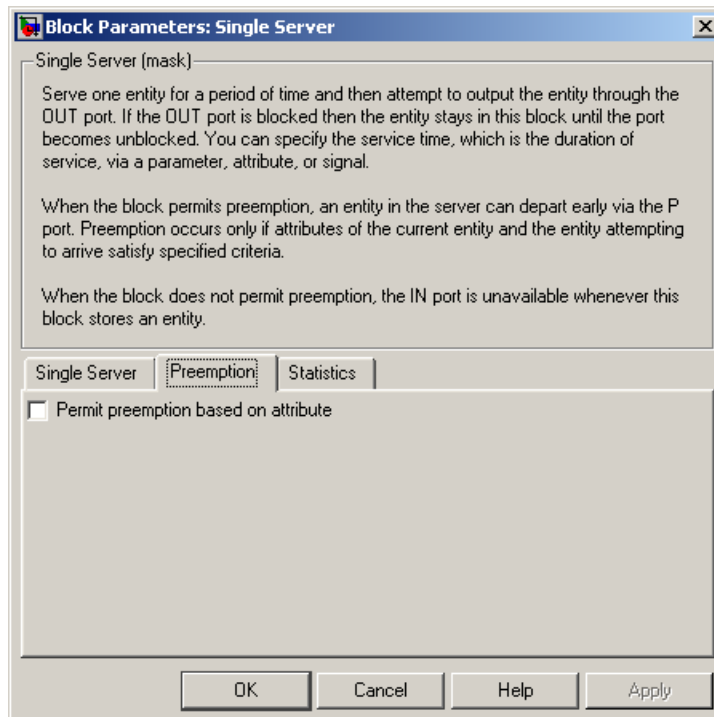 Block Parameters: Single Server
Single Server (mask)
Serve one entity for a period of time and then attempt to output the entity through the
OUT port. If the OUT port is blocked then the entity stays in this block until the port
becomes unblocked. You can specify the service time, which is the duration of
service, via a parameter, attribute, or signal.
When the block permits preemption, an entity in the server can depart early via the P
port. Preemption occurs only if attributes of the current entity and the entity attempting
to arrive satisfy specified criteria.
When the block does not permit preemption, the IN port is unavailable whenever this
block stores an entity.
Single Server Preemption Statistics
Permit preemption based on attribute
OK Cancel Help Apply